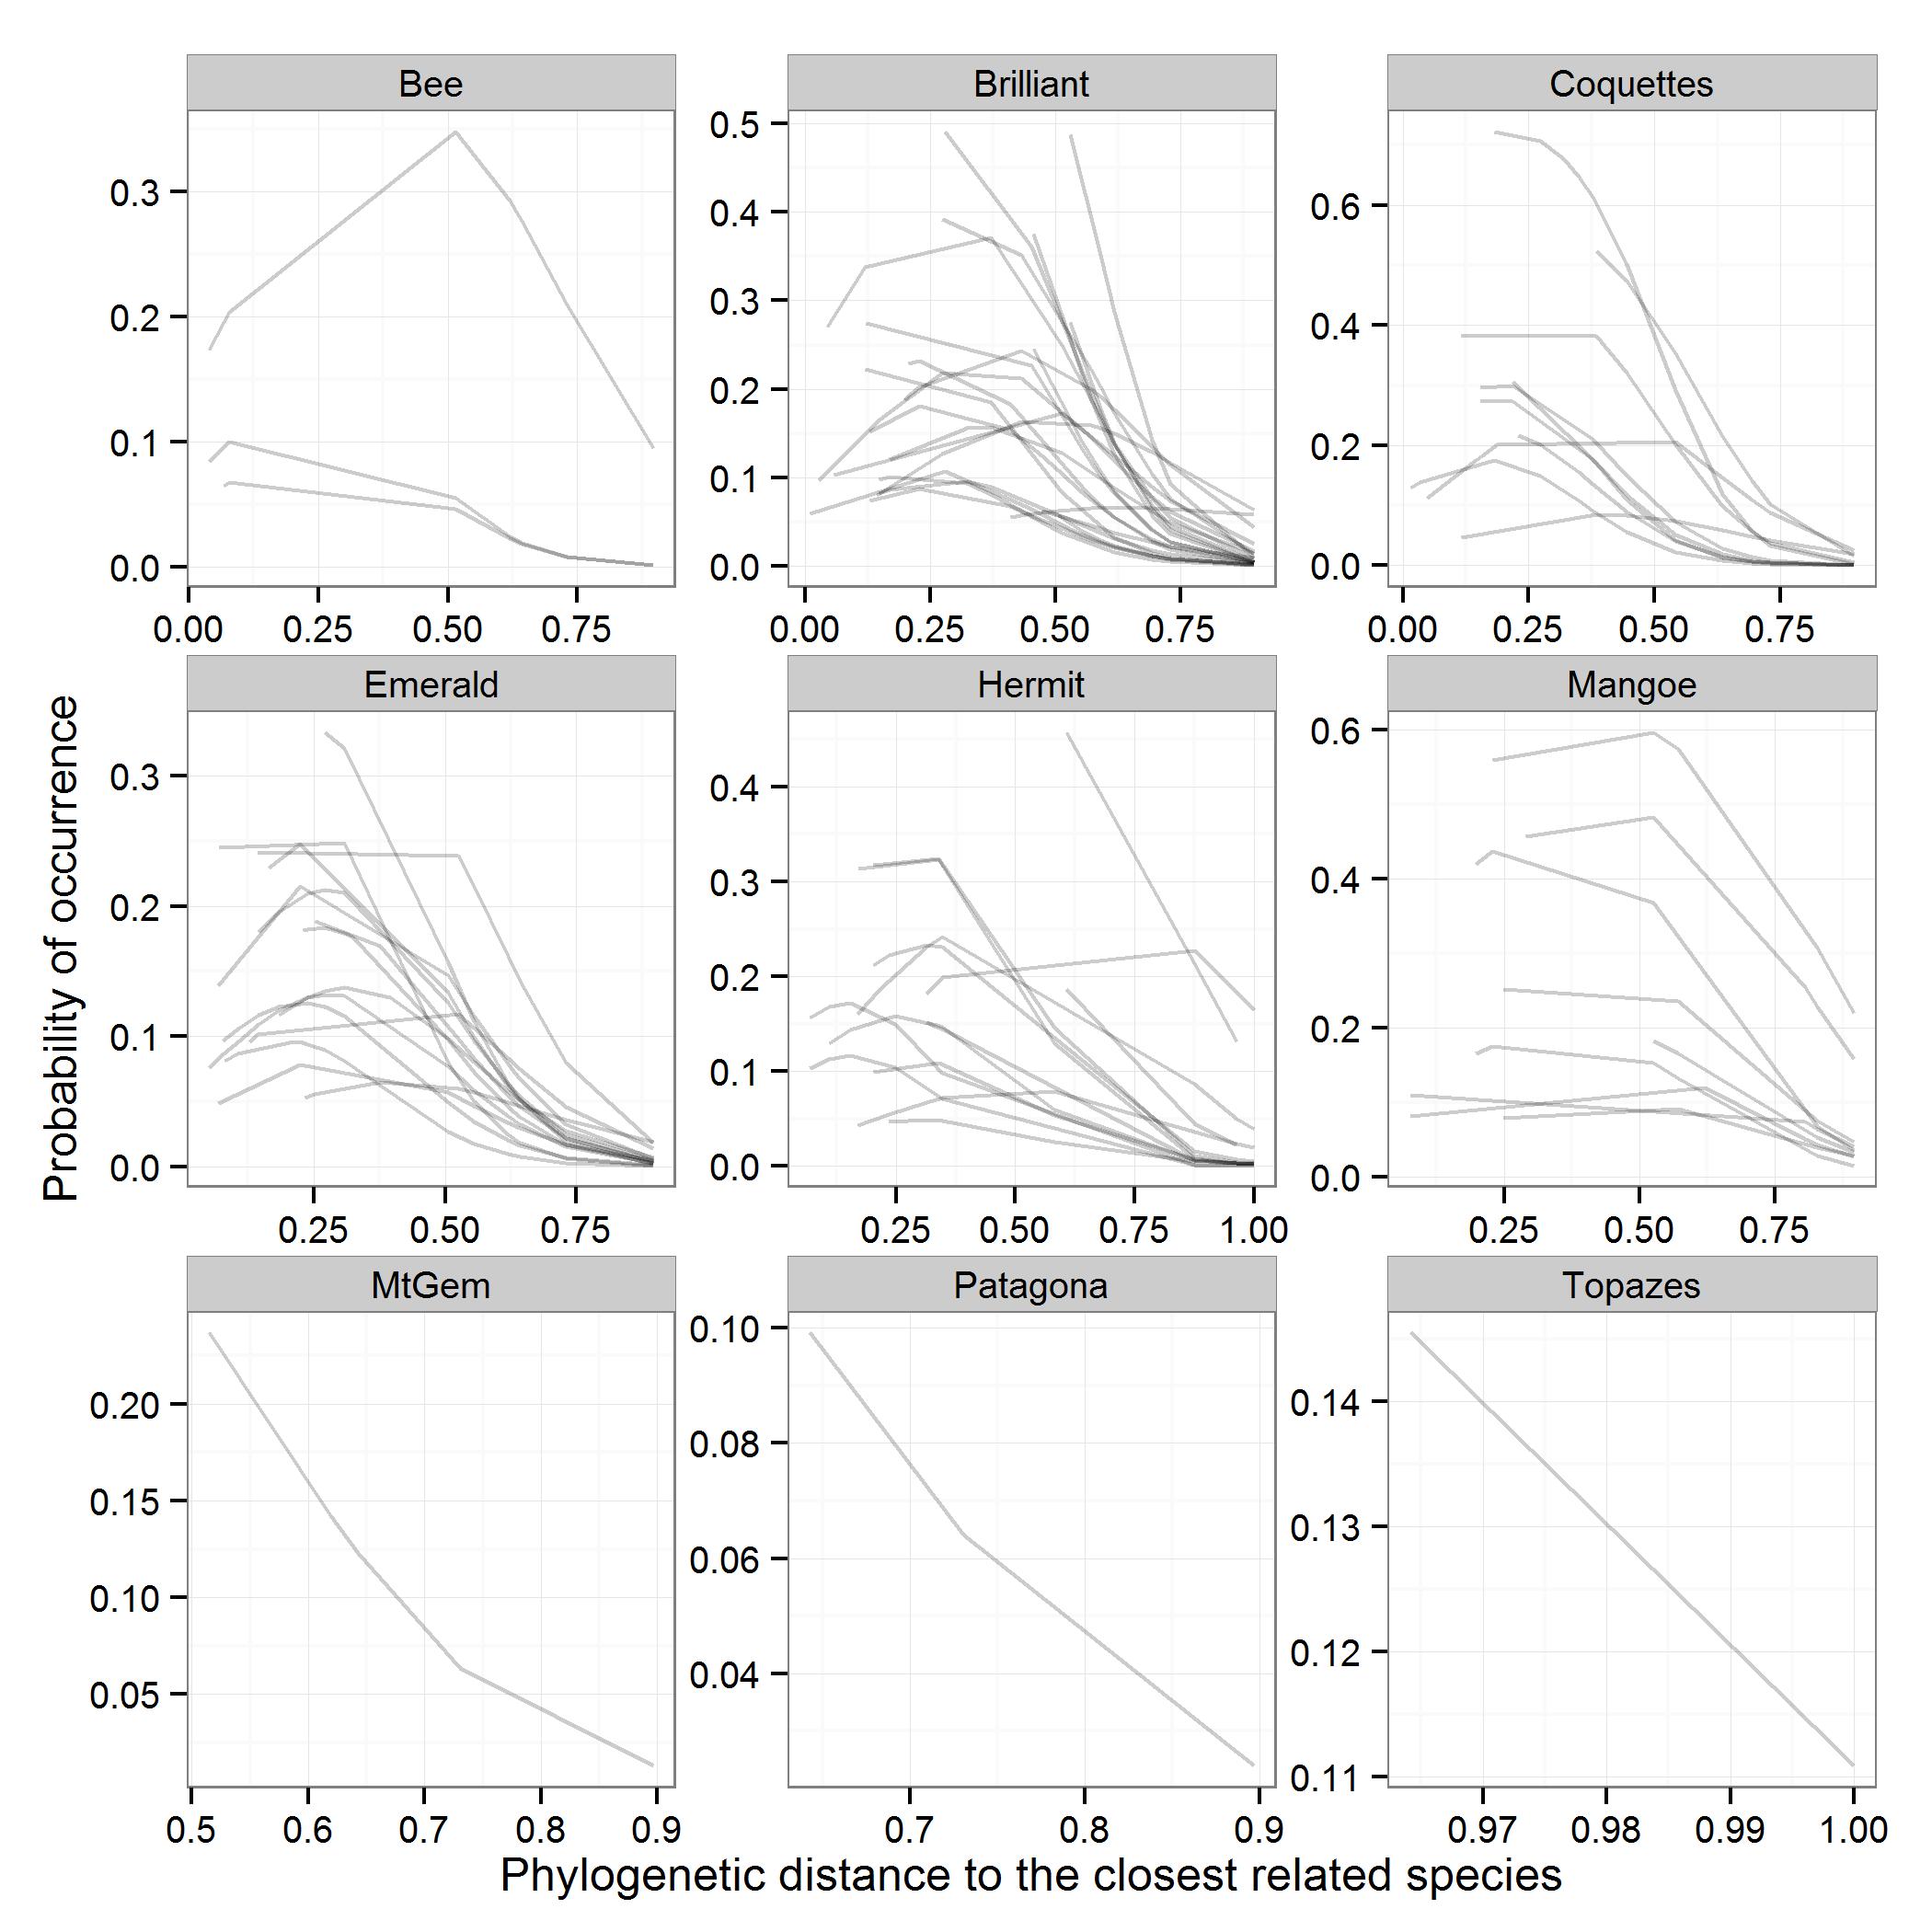 Bee Brilliant Coquettes
0.3
0.2
0.1
0.0
0.5
0.4
0.3
0.2
0.1
0.0
0.6
0.4
0.2
0.0
0.00 0.25 0.50 0.75
0.00 0.25 0.50 0.75
0.00 0.25 0.50 0.75
Probability of occurrence
Emerald Hermit Mangoe
0.3
0.2
0.1
0.0
0.4
0.3
0.2
0.1
0.0
0.6
0.4
0.2
0.0
0.25 0.50 0.75
0.25 0.50 0.75 1.00
0.25 0.50 0.75
MtGem Patagona Topazes
0.20
0.15
0.10
0.05
0.10
0.08
0.06
0.04
0.14
0.13
0.12
0.11
0.5 0.6 0.7 0.8 0.9
0.7 0.8 0.9
0.97 0.98 0.99 1.00
Phylogenetic distance to the closest related species